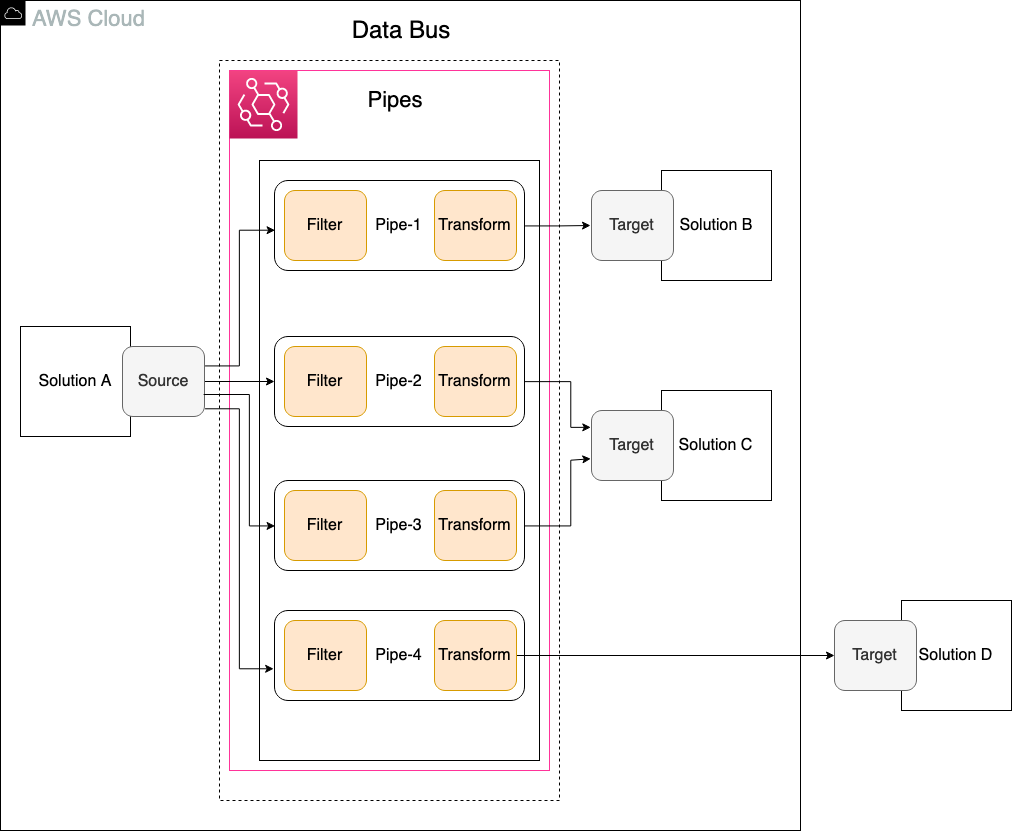 AWS Cloud
Data Bus
Pipes
Filter Pipe-1 Transform
Target Solution B
Solution A Source
Filter Pipe-2 Transform
Target Solution C
Filter Pipe-3 Transform
Filter Pipe-4 Transform
Target Solution D